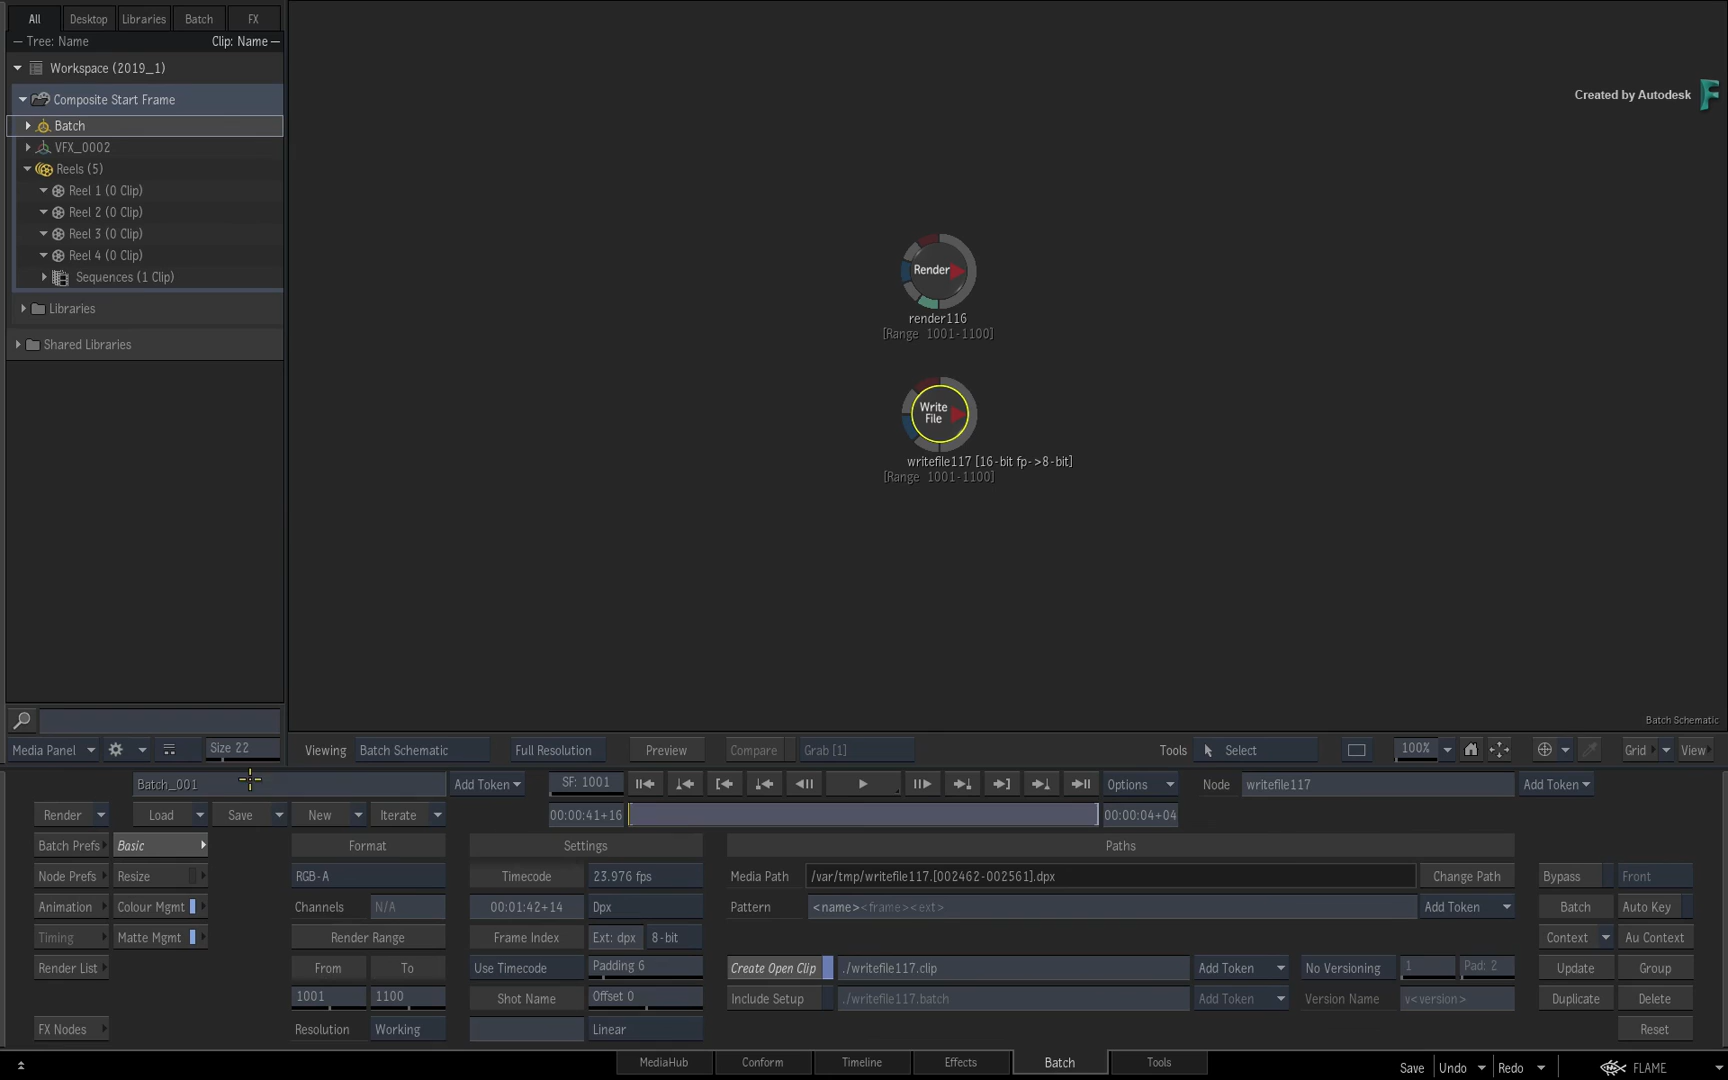 All Desktop Libraries Batch FX
Tree: Name Clip: Name
Workspace (2019_1)
Composite Start Frame
Batch
VFX_0002
Reels (5)
Reel 1 (0 Clip)
Reel 2 (0 Clip)
Reel 3 (0 Clip)
Reel 4 (0 Clip)
Sequences (1 Clip)
Libraries
Shared Libraries
Created by Autodesk
Render
render116
[Range 1001-1100]
Write
File
writefile117 [16-bit fp->8-bit]
[Range 1001-1100]
Batch Schematic
Media Panel Size 22 Viewing Batch Schematic Full Resolution Preview Compare Grab [1] Tools Select 100% Grid View
Batch_001 Add Token SF: 1001 Options Node writefile117 Add Token
Render Load Save New Iterate 00:00:41+16 00:00:04+04
Batch Prefs Basic Format Settings Paths
Node Prefs Resize RGB-A Timecode 23.976 fps Media Path /var/tmp/writefile117.[002462-002561].dpx Change Path Bypass Front
Animation Colour Mgmt Channels N/A 00:01:42+14 Dpx Pattern <name><frame><ext> Add Token Batch Auto Key
Timing Matte Mgmt Render Range Frame Index Ext: dpx 8-bit Context Au Context
Render List From To Use Timecode Padding 6 Create Open Clip ./writefile117.clip Add Token No Versioning 1 Pad: 2 Update Group
1001 1100 Shot Name Offset 0 Include Setup ./writefile117.batch Add Token Version Name v<version> Duplicate Delete
FX Nodes Resolution Working Linear Reset
MediaHub Conform Timeline Effects Batch Tools Save Undo Redo FLAME